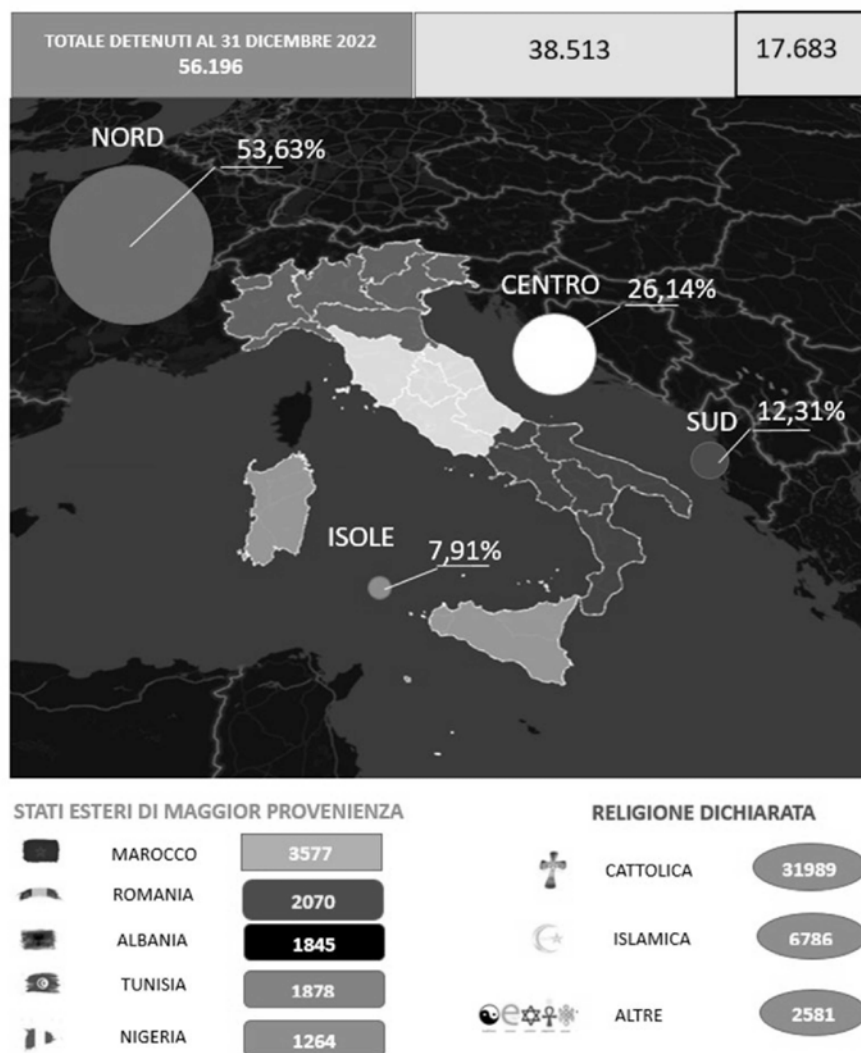 TOTALE DETENUTI AL 31 DICEMBRE 2022
56.196
38.513
17.683
NORD
53,63%
CENTRO
26,14%
SUD
12,31%
ISOLE
7,91%
STATI ESTERI DI MAGGIOR PROVENIENZA
MAROCCO 3577
ROMANIA 2070
ALBANIA 1845
TUNISIA 1878
NIGERIA 1264
RELIGIONE DICHIARATA
CATTOLICA 31989
ISLAMICA 6786
ALTRE 2581